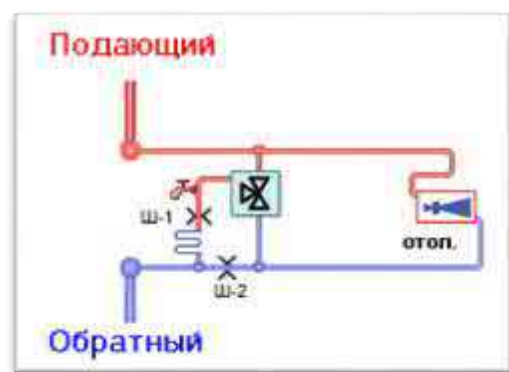 Подающий
Ш-1
отоп.
Ш-2
Обратный